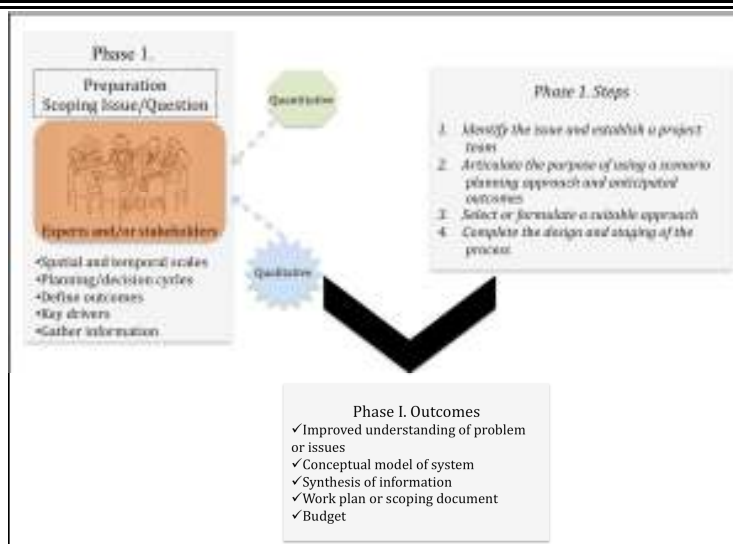 Phase 1.
Preparation
Scoping Issue/Question
Experts and/or stakeholders
•Spatial and temporal scales
•Planning/decision cycles
•Define outcomes
•Key drivers
•Gather information
Quantitative
Qualitative
Phase 1. Steps
1. Identify the issue and establish a project
team
2. Articulate the purpose of using a scenario
planning approach and anticipated
outcomes
3. Select or formulate a suitable approach
4. Complete the design and staging of the
process
Phase I. Outcomes
✓Improved understanding of problem
or issues
✓Conceptual model of system
✓Synthesis of information
✓Work plan or scoping document
✓Budget